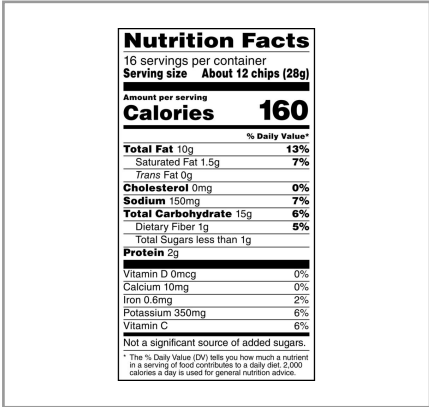 Nutrition Facts
16 servings per container
Serving size About 12 chips (28g)
Amount per serving
Calories 160
% Daily Value*
Total Fat 10g 13%
Saturated Fat 1.5g 7%
Trans Fat 0g
Cholesterol 0mg 0%
Sodium 150mg 7%
Total Carbohydrate 15g 6%
Dietary Fiber 1g 5%
Total Sugars less than 1g
Protein 2g
Vitamin D 0mcg 0%
Calcium 10mg 0%
Iron 0.6mg 2%
Potassium 350mg 6%
Vitamin C 6%
Not a significant source of added sugars.
* The % Daily Value (DV) tells you how much a nutrient
in a serving of food contributes to a daily diet. 2,000
calories a day is used for general nutrition advice.